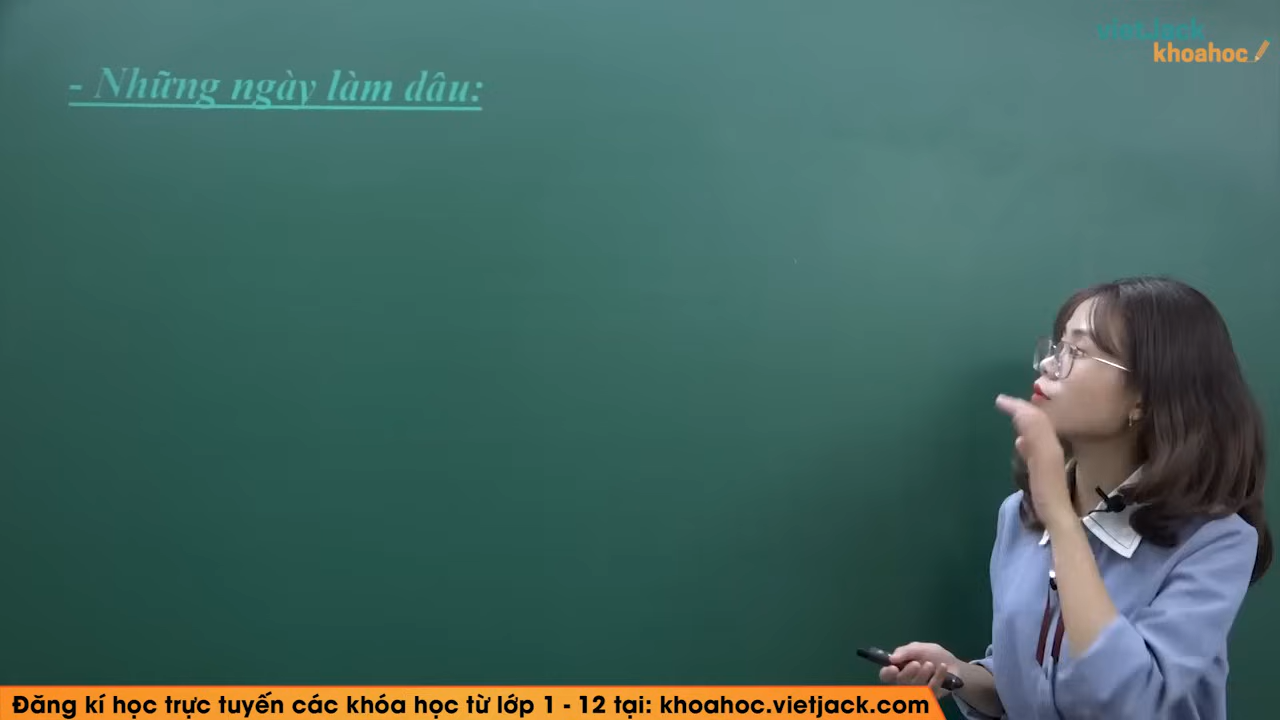 vietJack
khoahoc
- Những ngày làm dâu:
Đăng kí học trực tuyến các khóa học từ lớp 1 - 12 tại: khoahoc.vietjack.com